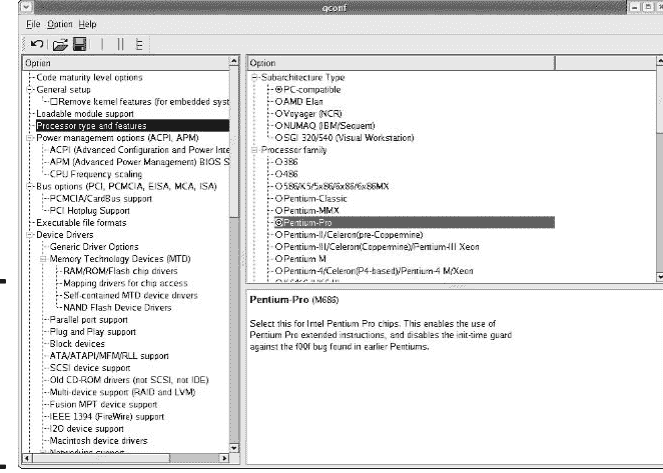 qconf
File Option Help
Option
Code maturity level options
General setup
Remove kernel features (for embedded syst
Loadable module support
Processor type and features
Power management options (ACPI, APM)
ACPI (Advanced Configuration and Power Inte
APM (Advanced Power Management) BIOS S
CPU Frequency scaling
Bus options (PCI, PCMCIA, EISA, MCA, ISA)
PCMCIA/CardBus support
PCI Hotplug Support
Executable file formats
Device Drivers
Generic Driver Options
Memory Technology Devices (MTD)
RAM/ROM/Flash chip drivers
Mapping drivers for chip access
Self-contained MTD device drivers
NAND Flash Device Drivers
Parallel port support
Plug and Play support
Block devices
ATA/ATAPI/MFM/RLL support
SCSI device support
Old CD-ROM drivers (not SCSI, not IDE)
Multi-device support (RAID and LVM)
Fusion MPT device support
IEEE 1394 (FireWire) support
I2O device support
Macintosh device drivers
Networking support
Option
Subarchitecture Type
PC-compatible
AMD Elan
Voyager (NCR)
NUMAQ (IBM/Sequent)
SGI 320/540 (Visual Workstation)
Processor family
386
486
586/K5/5x86/6x86/6x86MX
Pentium-Classic
Pentium-MMX
Pentium-Pro
Pentium-II/Celeron(pre-Coppermine)
Pentium-III/Celeron(Coppermine)/Pentium-III Xeon
Pentium M
Pentium-4/Celeron(P4-based)/Pentium-4 M/Xeon
Pentium-Pro (M686)
Select this for Intel Pentium Pro chips. This enables the use of
Pentium Pro extended instructions, and disables the init-time guard
against the f00f bug found in earlier Pentiums.